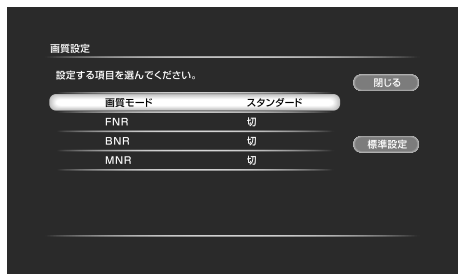 画質設定
設定する項目を選んでください。
閉じる
画質モード スタンダード
FNR 切
BNR 切
標準設定
MNR 切